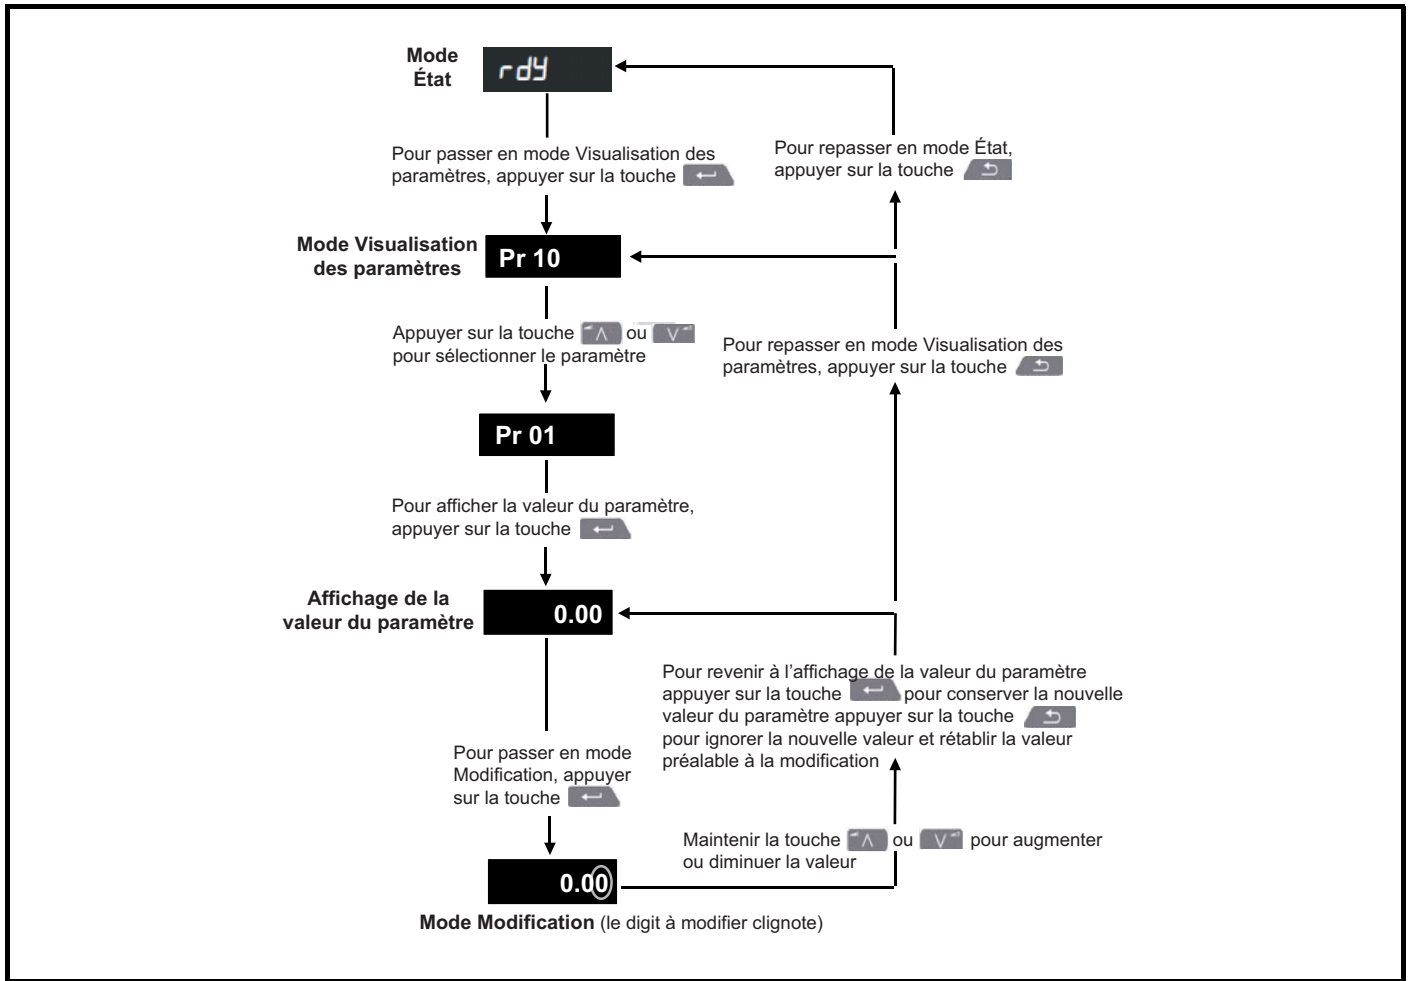 Mode
État
rdy
Pour passer en mode Visualisation des
paramètres, appuyer sur la touche
Pour repasser en mode État,
appuyer sur la touche
Mode Visualisation
des paramètres
Pr 10
Appuyer sur la touche ou
pour sélectionner le paramètre
Pour repasser en mode Visualisation des
paramètres, appuyer sur la touche
Pr 01
Pour afficher la valeur du paramètre,
appuyer sur la touche
Affichage de la
valeur du paramètre
0.00
Pour revenir à l’affichage de la valeur du paramètre
appuyer sur la touche pour conserver la nouvelle
valeur du paramètre appuyer sur la touche
pour ignorer la nouvelle valeur et rétablir la valeur
préalable à la modification
Pour passer en mode
Modification, appuyer
sur la touche
Maintenir la touche ou pour augmenter
ou diminuer la valeur
0.00
Mode Modification (le digit à modifier clignote)